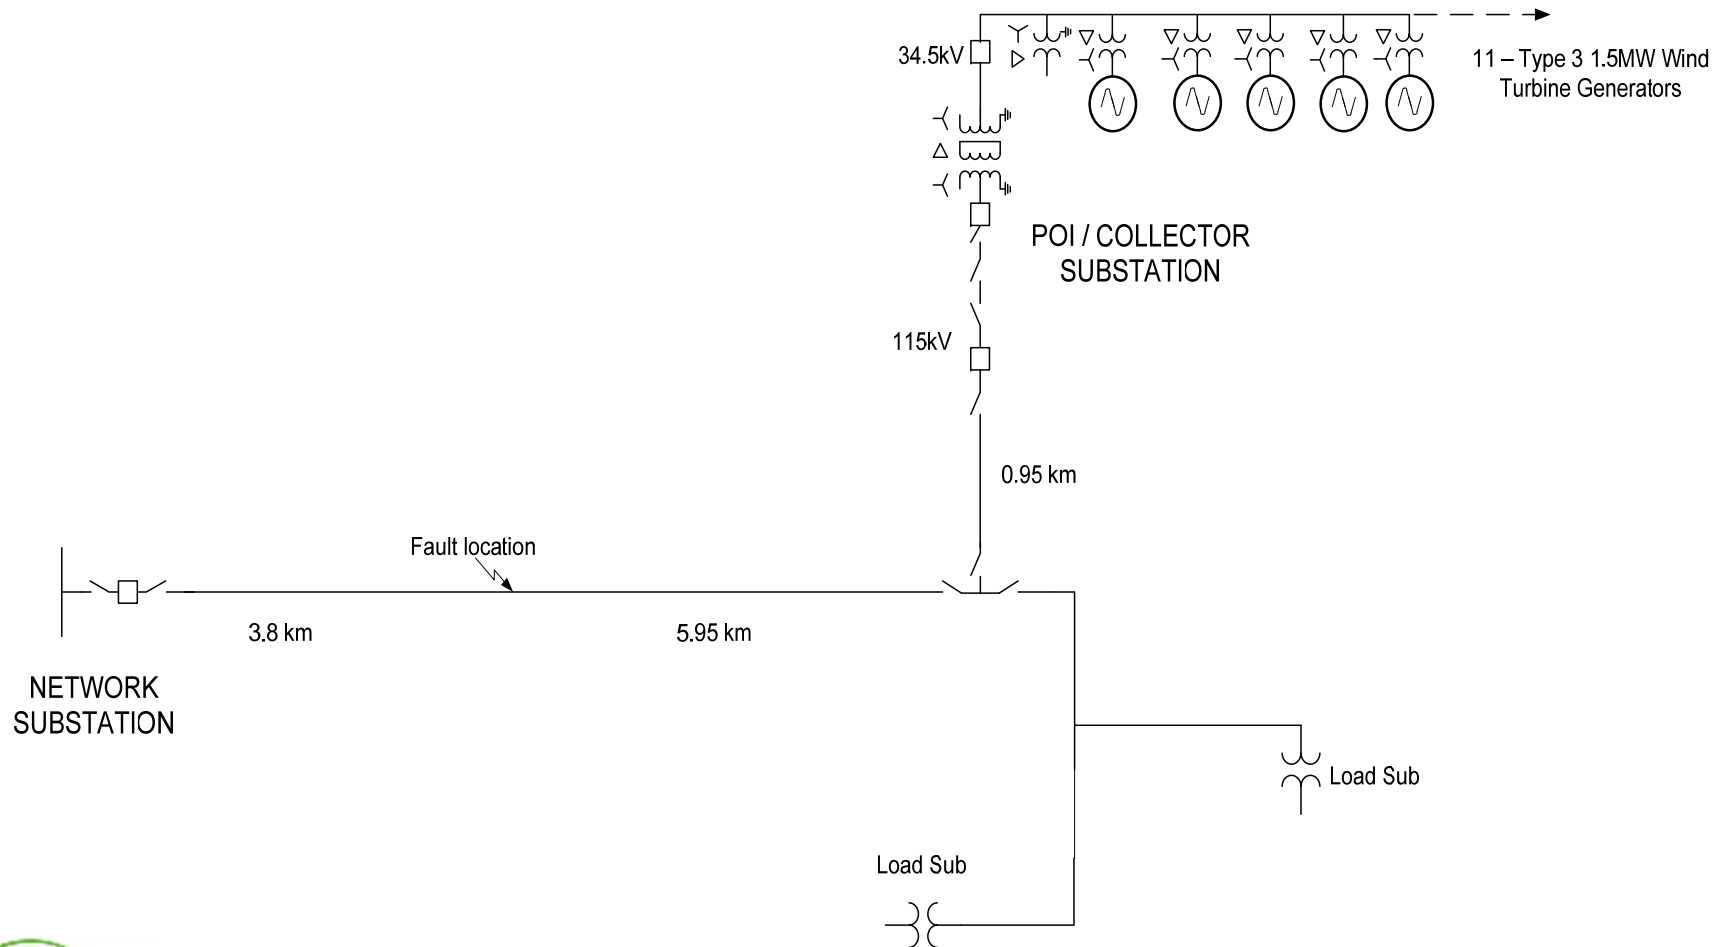 34.5kV
11 – Type 3 1.5MW Wind
Turbine Generators
POI / COLLECTOR
SUBSTATION
115kV
0.95 km
Fault location
3.8 km
5.95 km
NETWORK
SUBSTATION
Load Sub
Load Sub